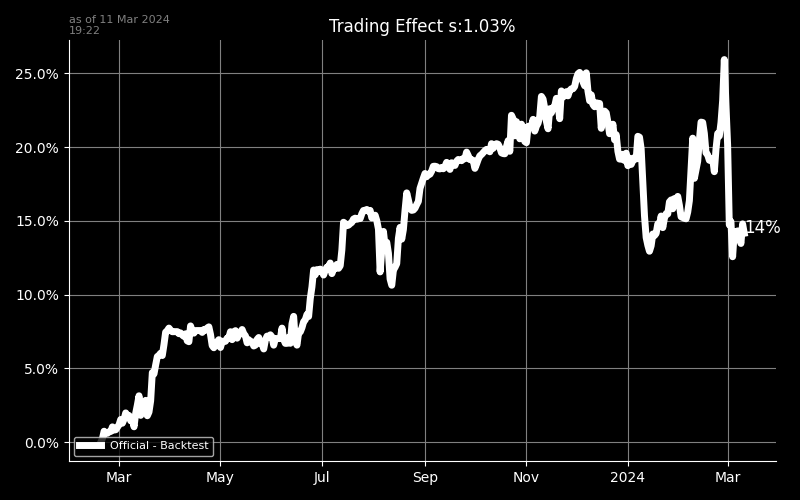 as of 11 Mar 2024
19:22
Trading Effect s:1.03%
25.0%
20.0%
15.0%
14%
10.0%
5.0%
0.0%
Official - Backtest
Mar May Jul Sep Nov 2024 Mar